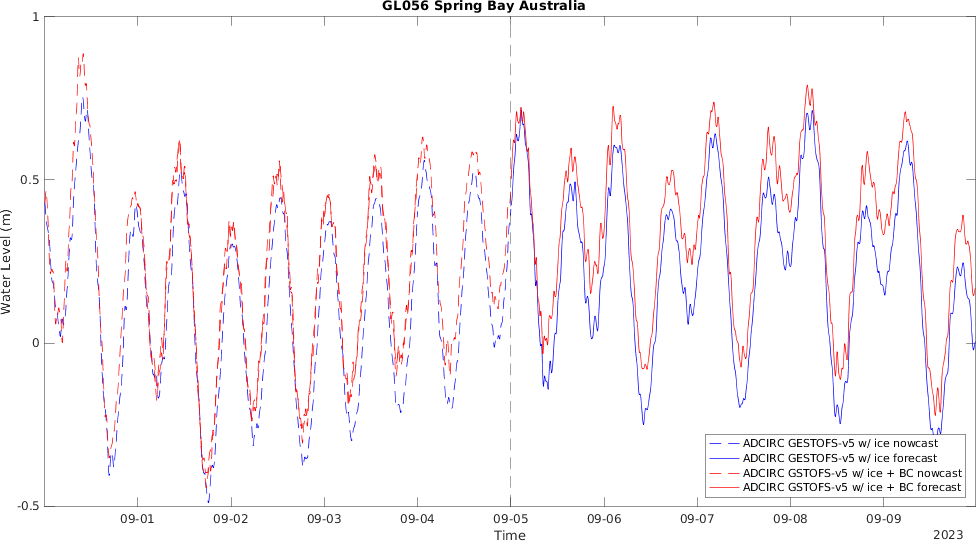 GL056 Spring Bay Australia
1
0.5
0
-0.5
Water Level (m)
09-01 09-02 09-03 09-04 09-05 09-06 09-07 09-08 09-09
Time
2023
ADCIRC GESTOFS-v5 w/ ice nowcast
ADCIRC GESTOFS-v5 w/ ice forecast
ADCIRC GSTOFS-v5 w/ ice + BC nowcast
ADCIRC GSTOFS-v5 w/ ice + BC forecast